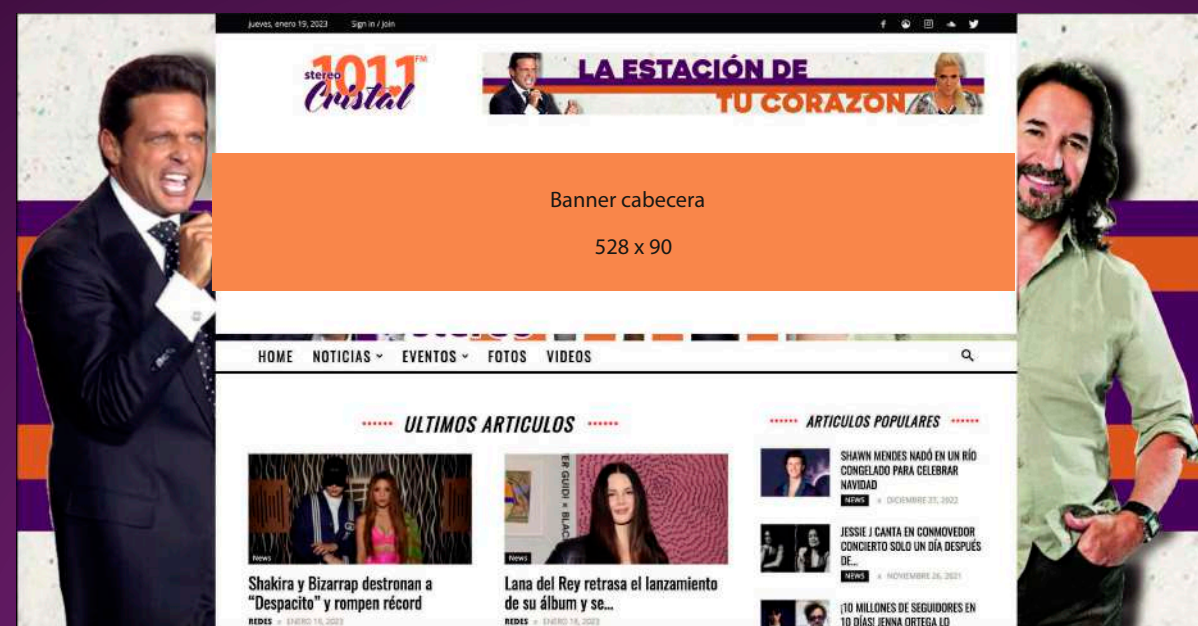 jueves, enero 19, 2023
Sign in / Join
stereo
101.1 FM
Cristal
LA ESTACIÓN DE
TU CORAZÓN
Banner cabecera
528 x 90
HOME NOTICIAS EVENTOS FOTOS VIDEOS
ULTIMOS ARTICULOS
News
Shakira y Bizarrap destronan a
“Despacito” y rompen récord
REDES ENERO 16, 2023
News
Lana del Rey retrasa el lanzamiento
de su álbum y se...
REDES ENERO 18, 2023
ARTICULOS POPULARES
SHAWN MENDES NADÓ EN UN RÍO
CONGELADO PARA CELEBRAR
NAVIDAD
NEWS DICIEMBRE 27, 2022
JESSIE J CANTA EN CONMOVEDOR
CONCIERTO SOLO UN DÍA DESPUÉS
DE...
NEWS NOVIEMBRE 26, 2021
¡10 MILLONES DE SEGUIDORES EN
10 DÍAS! JENNA ORTEGA LO